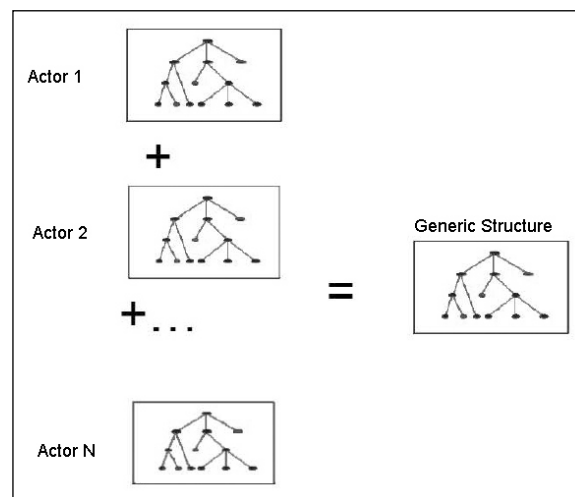 Actor 1
+
Actor 2
Generic Structure
+...
=
Actor N